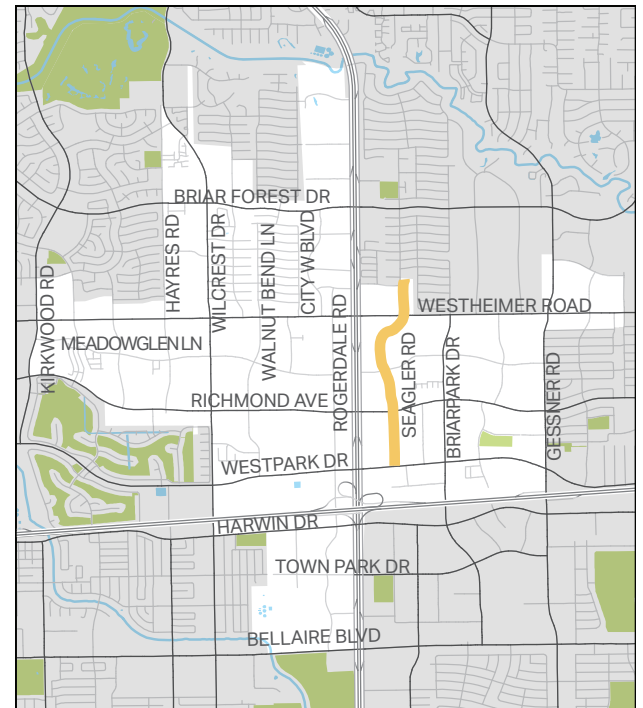 BRIAR FOREST DR
HAYRES RD
WILCREST DR
WALNUT BEND LN
CITY W BLVD
KIRKWOOD RD
WESTHEIMER ROAD
MEADOWGLEN LN
ROGERDALE RD
SEAGLER RD
BRIARPARK DR
GESSNER RD
RICHMOND AVE
WESTPARK DR
HARWIN DR
TOWN PARK DR
BELLAIRE BLVD